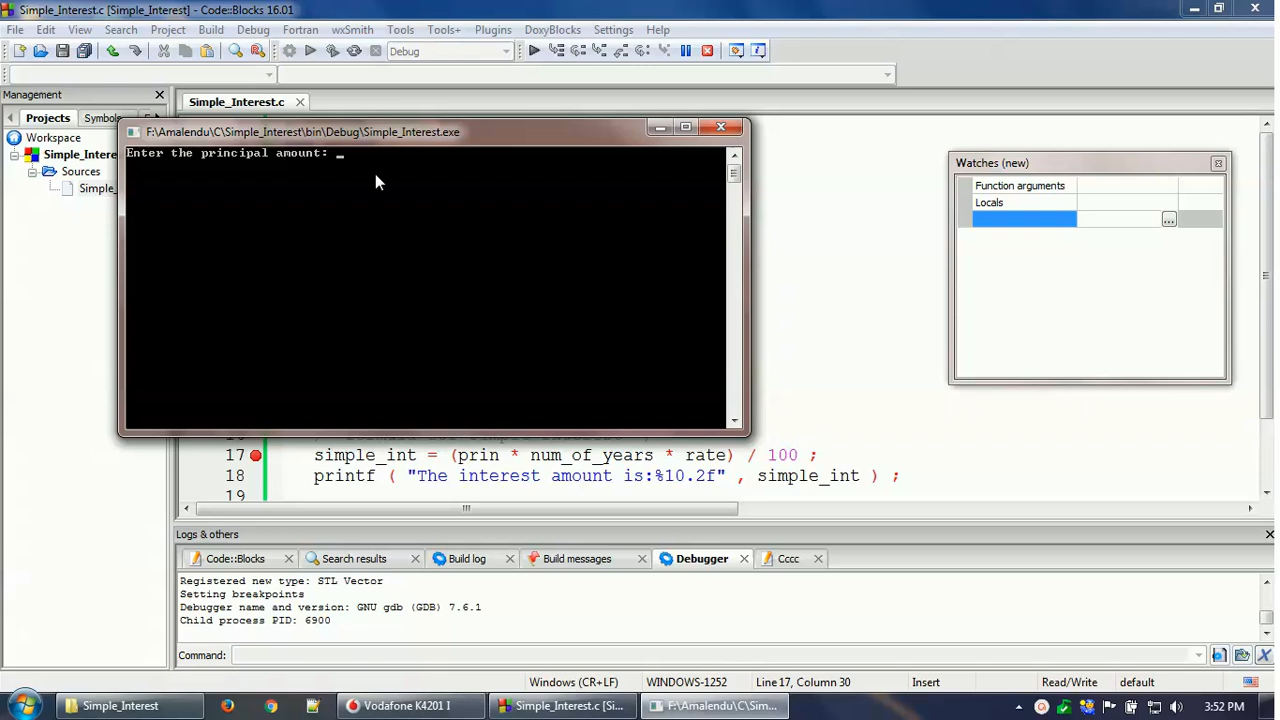 Simple_Interest.c [Simple_Interest] - Code::Blocks 16.01
File Edit View Search Project Build Debug Fortran wxSmith Tools Tools+ Plugins DoxyBlocks Settings Help
Debug
Management
Simple_Interest.c
Projects Symbols
Workspace
Simple_Intere
Sources
Simple_
F:\Amalendu\C\Simple_Interest\bin\Debug\Simple_Interest.exe
Enter the principal amount: _
Watches (new)
Function arguments
Locals
...
17 simple_int = (prin * num_of_years * rate) / 100 ;
18 printf ( "The interest amount is:%10.2f" , simple_int ) ;
19
Logs & others
Code::Blocks Search results Build log Build messages Debugger Cccc
Registered new type: STL Vector
Setting breakpoints
Debugger name and version: GNU gdb (GDB) 7.6.1
Child process PID: 6900
Command:
Windows (CR+LF) WINDOWS-1252 Line 17, Column 30 Insert Read/Write default
Simple_Interest Vodafone K4201 I Simple_Interest.c [Si... F:\Amalendu\C\Sim... 3:52 PM